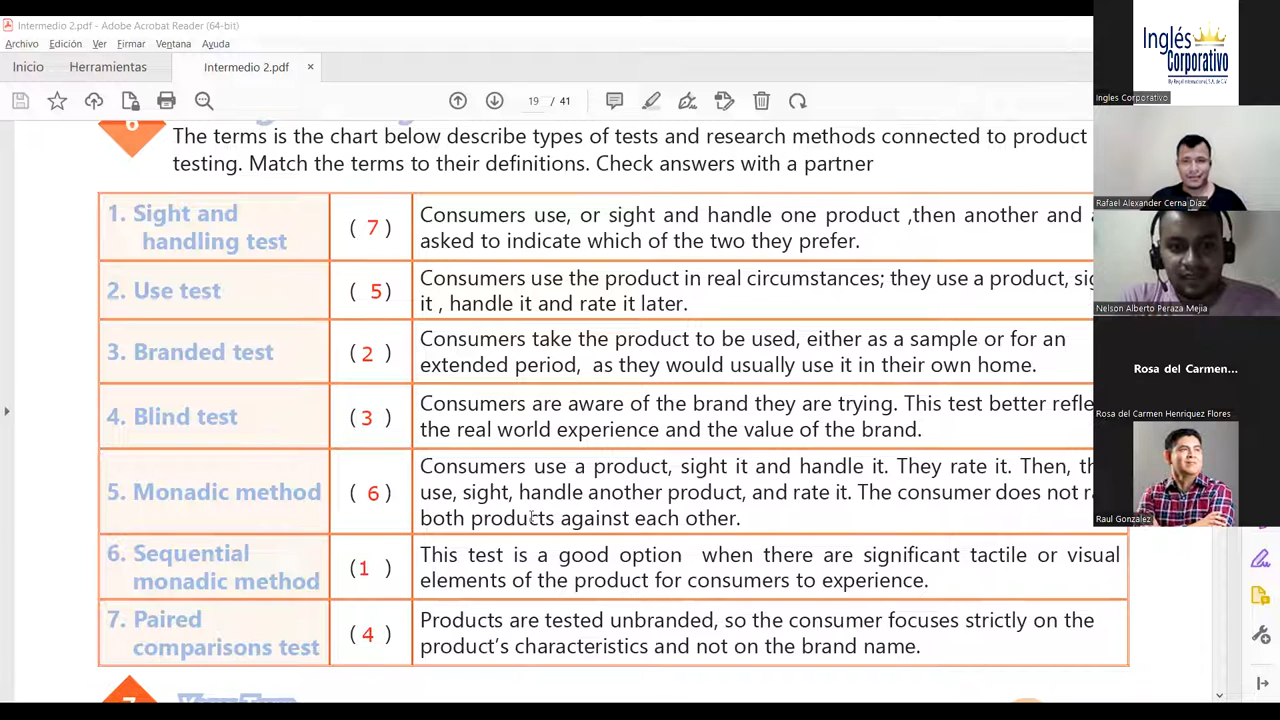 Intermedio 2.pdf - Adobe Acrobat Reader (64-bit)
Archivo Edición Ver Firmar Ventana Ayuda
Inicio Herramientas Intermedio 2.pdf ×
19 / 41
6
The terms is the chart below describe types of tests and research methods connected to product
testing. Match the terms to their definitions. Check answers with a partner
1. Sight and
handling test
( 7 )
Consumers use, or sight and handle one product ,then another and
asked to indicate which of the two they prefer.
2. Use test
( 5 )
Consumers use the product in real circumstances; they use a product,
it , handle it and rate it later.
3. Branded test
( 2 )
Consumers take the product to be used, either as a sample or for an
extended period, as they would usually use it in their own home.
4. Blind test
( 3 )
Consumers are aware of the brand they are trying. This test better
the real world experience and the value of the brand.
5. Monadic method
( 6 )
Consumers use a product, sight it and handle it. They rate it. Then,
use, sight, handle another product, and rate it. The consumer does not
both products against each other.
6. Sequential
monadic method
( 1 )
This test is a good option when there are significant tactile or visual
elements of the product for consumers to experience.
7. Paired
comparisons test
( 4 )
Products are tested unbranded, so the consumer focuses strictly on the
product's characteristics and not on the brand name.
7
Inglés
Corporativo
Ingles Corporativo
Rafael Alexander Cerna Diaz
Nelson Alberto Peraza Mejia
Rosa del Carmen...
Rosa del Carmen Henriquez Flores
Raul Gonzalez